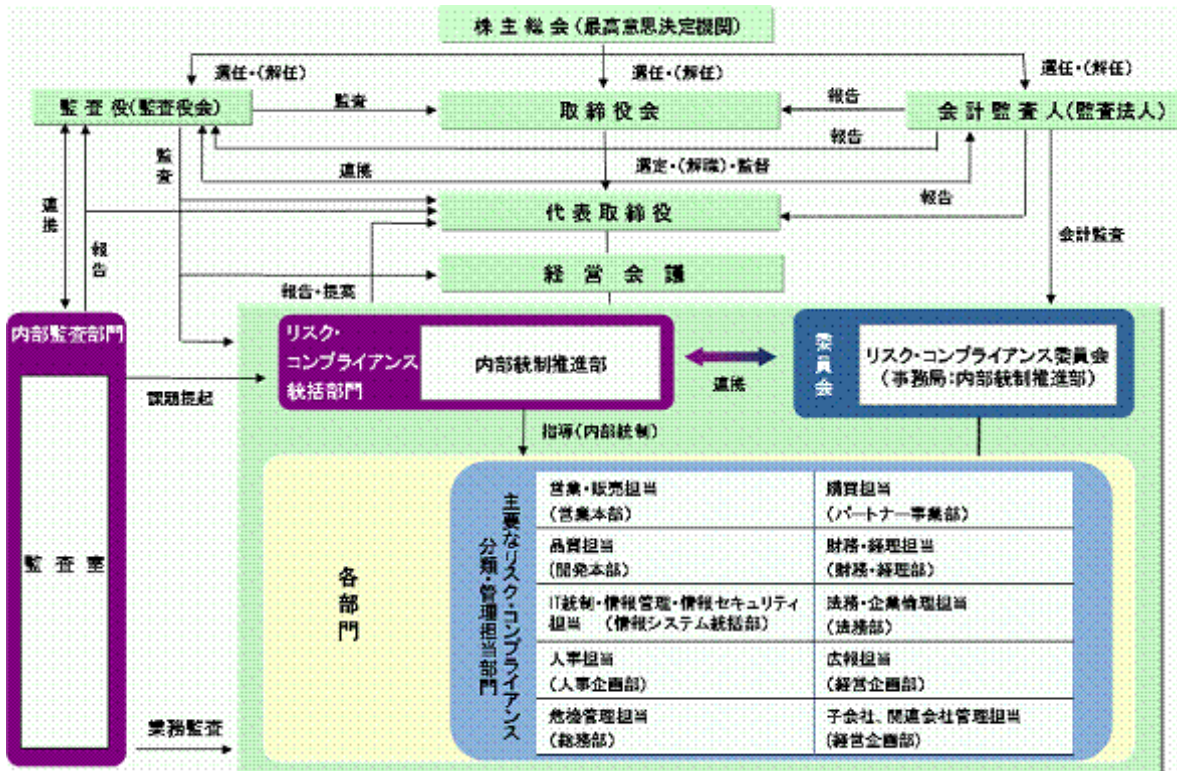 株主総会(最高意思決定機関)
選任・(解任)
選任・(解任)
選任・(解任)
監査役(監査役会)
監査
取締役会
報告
会計監査人(監査法人)
報告
監査
連携
選定・(解職)・監督
連携
代表取締役
報告
報告
会計監査
経営会議
報告・提案
内部監査部門
リスク・
コンプライアンス
統括部門
内部統制推進部
連携
委員会
リスク・コンプライアンス委員会
(事務局:内部統制推進部)
課題提起
指導(内部統制)
監査室
各部門
主要なリスク・コンプライアンス
分類・管理担当部門
営業・販売担当
(営業本部)
購買担当
(パートナー事業部)
品質担当
(開発本部)
財務・経理担当
(財務・経理部)
IT統制・情報管理・情報セキュリティ
担当 (情報システム統括部)
法務・企業倫理担当
(法務部)
人事担当
(人事企画部)
広報担当
(経営企画部)
危機管理担当
(総務部)
子会社、関連会社管理担当
(経営企画部)
業務監査